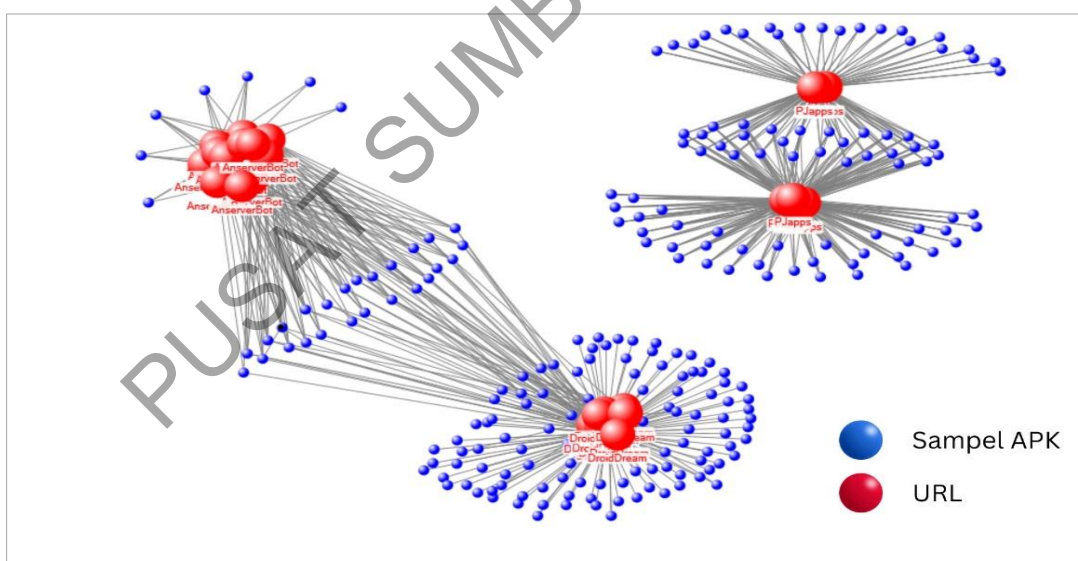 PUSAT SUMB
PJapps
PJapps
AnserverBot
AnserverBot
DroidDream
Sampel APK
URL